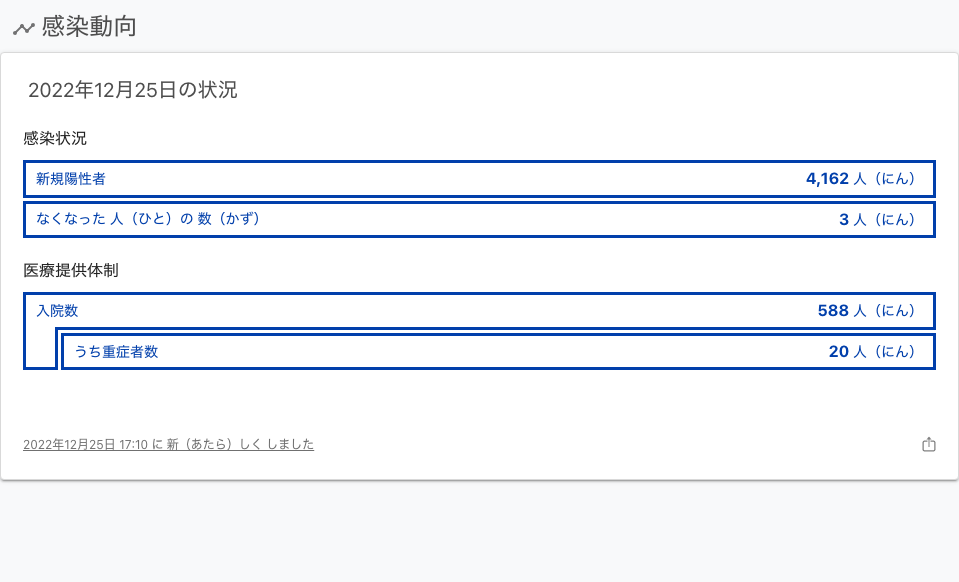 感染動向
2022年12月25日の状況
感染状況
新規陽性者 4,162 人（にん）
なくなった 人（ひと）の 数（かず） 3 人（にん）
医療提供体制
入院数 588 人（にん）
うち重症者数 20 人（にん）
2022年12月25日 17:10 に 新（あたら）しく しました